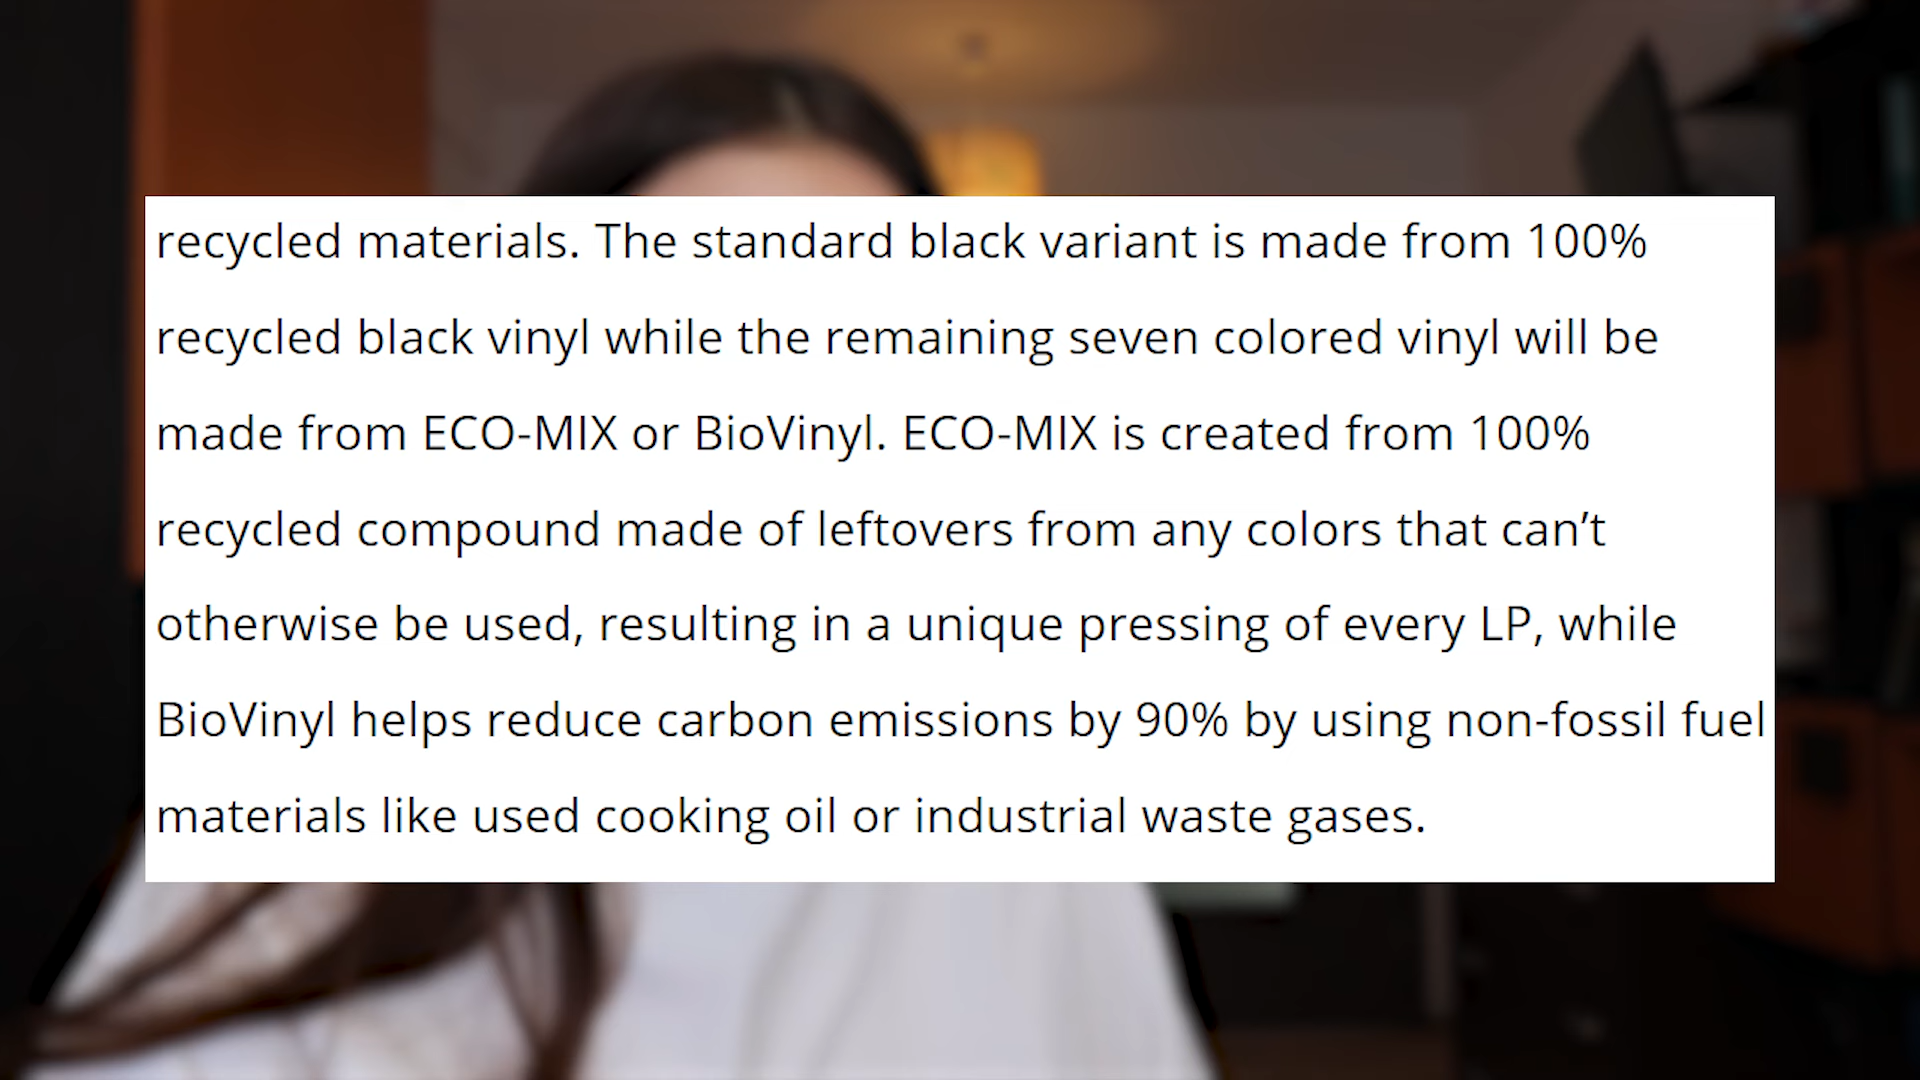 recycled materials. The standard black variant is made from 100%
recycled black vinyl while the remaining seven colored vinyl will be
made from ECO-MIX or BioVinyl. ECO-MIX is created from 100%
recycled compound made of leftovers from any colors that can’t
otherwise be used, resulting in a unique pressing of every LP, while
BioVinyl helps reduce carbon emissions by 90% by using non-fossil fuel
materials like used cooking oil or industrial waste gases.